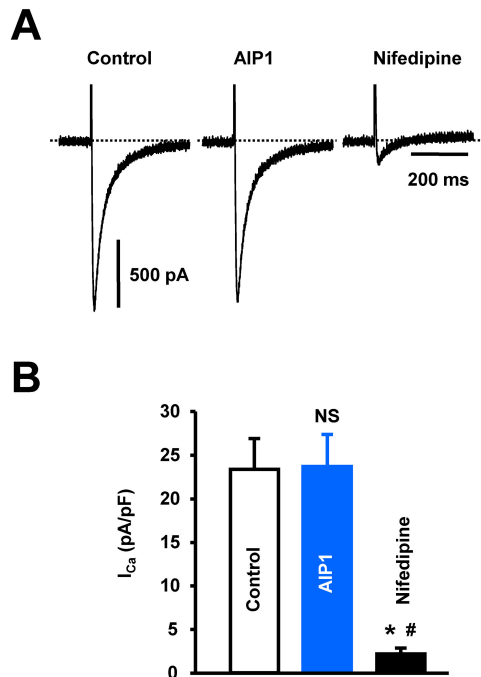 A
Control AIP1 Nifedipine
200 ms
500 pA
B
30
25
20
15
10
5
0
I_Ca (pA/pF)
NS
Control
AIP1
Nifedipine
* #